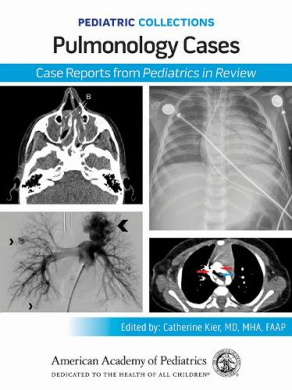 PEDIATRIC COLLECTIONS
Pulmonology Cases
Case Reports from Pediatrics in Review
B
Edited by: Catherine Kier, MD, MHA, FAAP
American Academy of Pediatrics
DEDICATED TO THE HEALTH OF ALL CHILDREN®